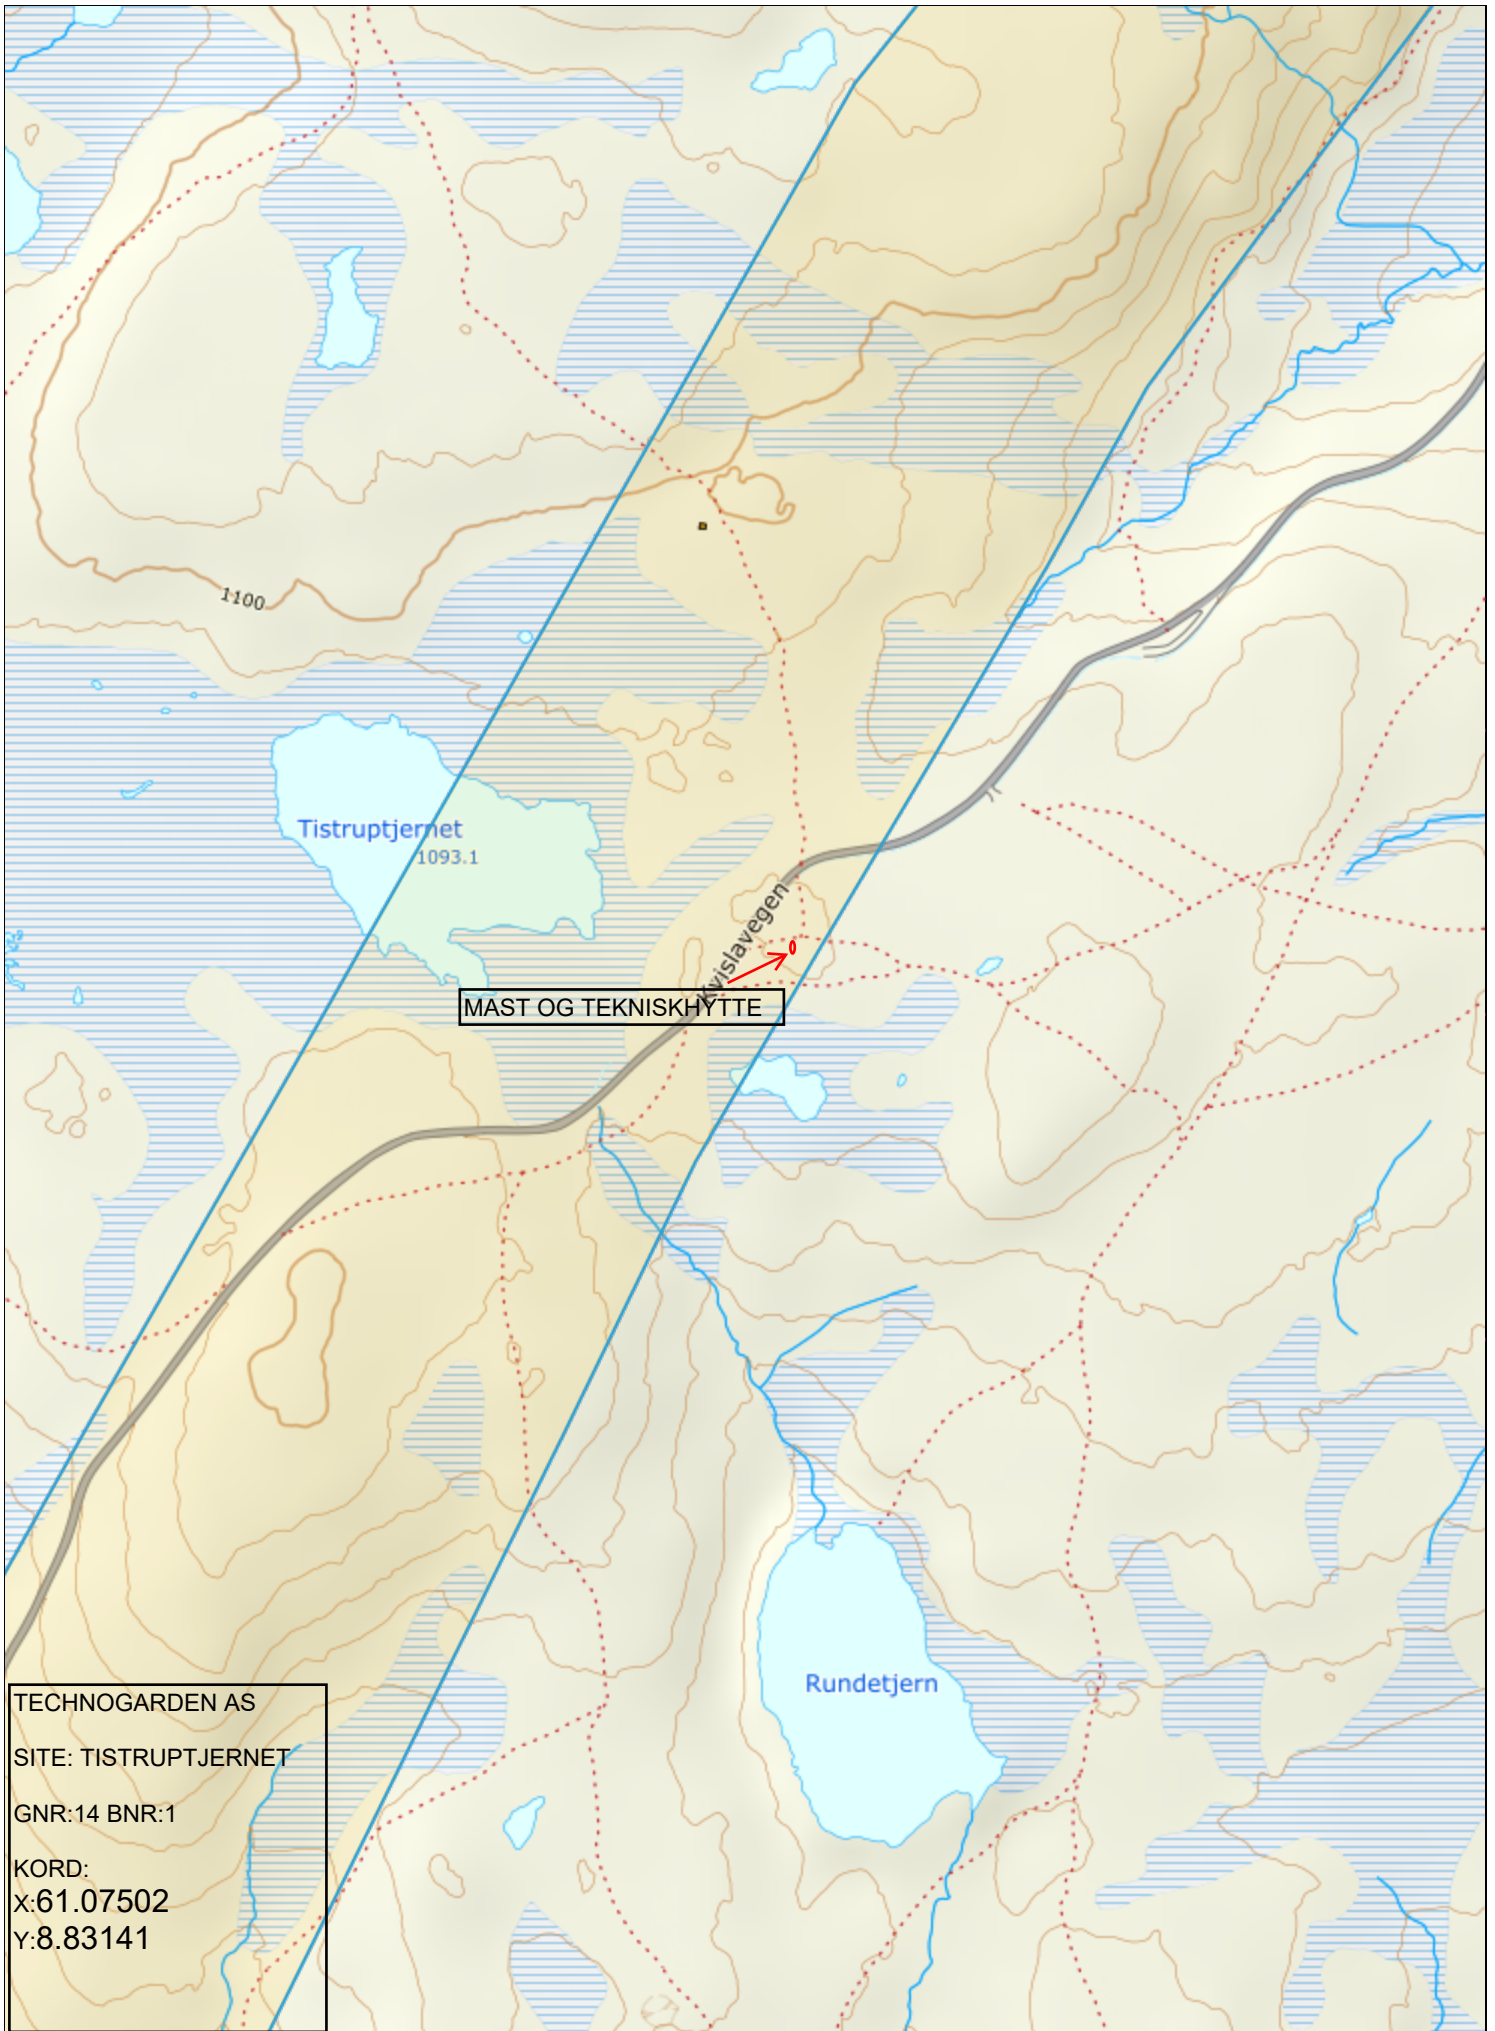 1100
Tistruptjernet
1093.1
Kvislavegen
MAST OG TEKNISKHYTTE
Rundetjern
TECHNOGARDEN AS
SITE: TISTRUPTJERNET
GNR:14 BNR:1
KORD:
X:61.07502
Y:8.83141